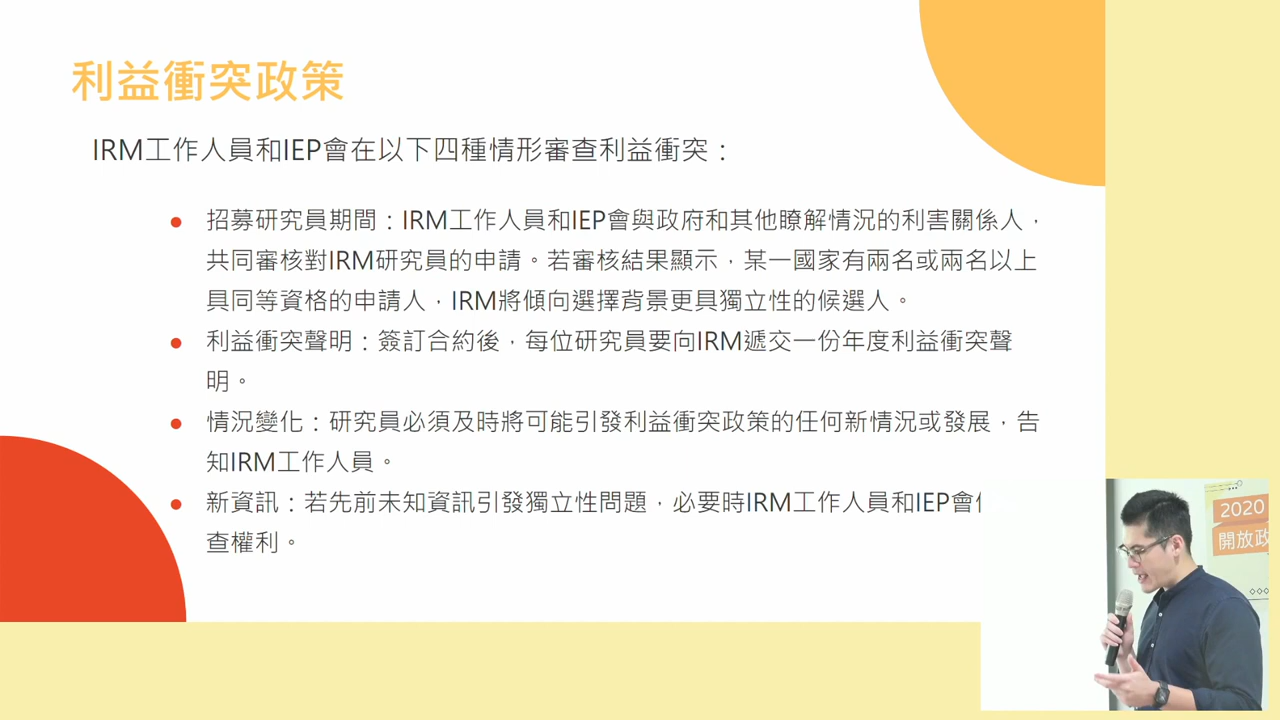 利益衝突政策
IRM工作人員和IEP會在以下四種情形審查利益衝突：
招募研究員期間：IRM工作人員和IEP會與政府和其他瞭解情況的利害關係人，
共同審核對IRM研究員的申請。若審核結果顯示，某一國家有兩名或兩名以上
具同等資格的申請人，IRM將傾向選擇背景更具獨立性的候選人。
利益衝突聲明：簽訂合約後，每位研究員要向IRM遞交一份年度利益衝突聲
明。
情況變化：研究員必須及時將可能引發利益衝突政策的任何新情況或發展，告
知IRM工作人員。
新資訊：若先前未知資訊引發獨立性問題，必要時IRM工作人員和IEP會
查權利。
2020
開放政